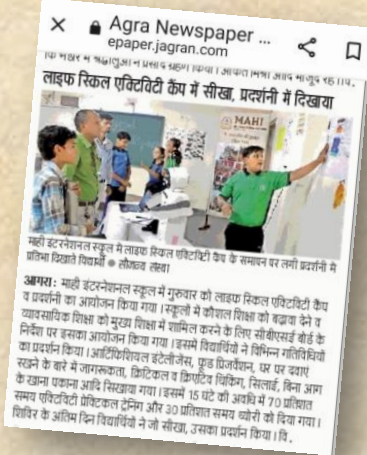 Agra Newspaper ...
epaper.jagran.com
लाइफ स्किल एक्टिविटी कैंप में सीखा, प्रदर्शनी में दिखाया
MAHI
माही इंटरनेशनल स्कूल में लाइफ स्किल एक्टिविटी कैंप के समापन पर लगी प्रदर्शनी में
प्रतिभा दिखाते विद्यार्थी ● सौजन्य संस्था
आगरा: माही इंटरनेशनल स्कूल में गुरुवार को लाइफ स्किल एक्टिविटी कैंप
व प्रदर्शनी का आयोजन किया गया। स्कूलों में कौशल शिक्षा को बढ़ावा देने व
व्यावसायिक शिक्षा को मुख्य शिक्षा में शामिल करने के लिए सीबीएसई बोर्ड के
निर्देश पर इसका आयोजन किया गया। इसमें विद्यार्थियों ने विभिन्न गतिविधियों
का प्रदर्शन किया। आर्टिफिशियल इंटेलीजेंस, फूड प्रिजर्वेशन, घर पर दवाएं
रखने के बारे में जागरूकता, क्रिटिकल व क्रिएटिव थिंकिंग, सिलाई, बिना आग
के खाना पकाना आदि सिखाया गया। इसमें 15 घंटे की अवधि में 70 प्रतिशत
समय एक्टिविटी प्रेक्टिकल ट्रेनिंग और 30 प्रतिशत समय थ्योरी को दिया गया।
शिविर के अंतिम दिन विद्यार्थियों ने जो सीखा, उसका प्रदर्शन किया। वि.